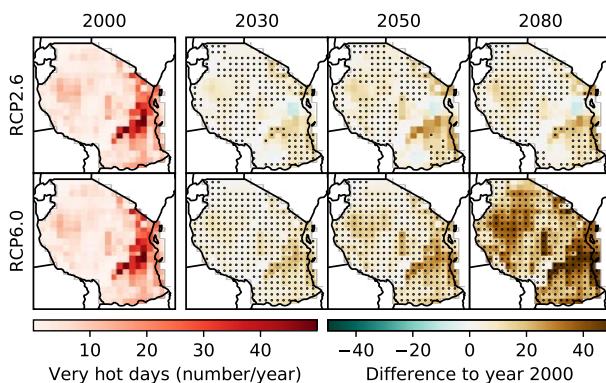 2000 2030 2050 2080
RCP2.6
RCP6.0
10 20 30 40
−40 −20 0 20 40
Very hot days (number/year)
Difference to year 2000